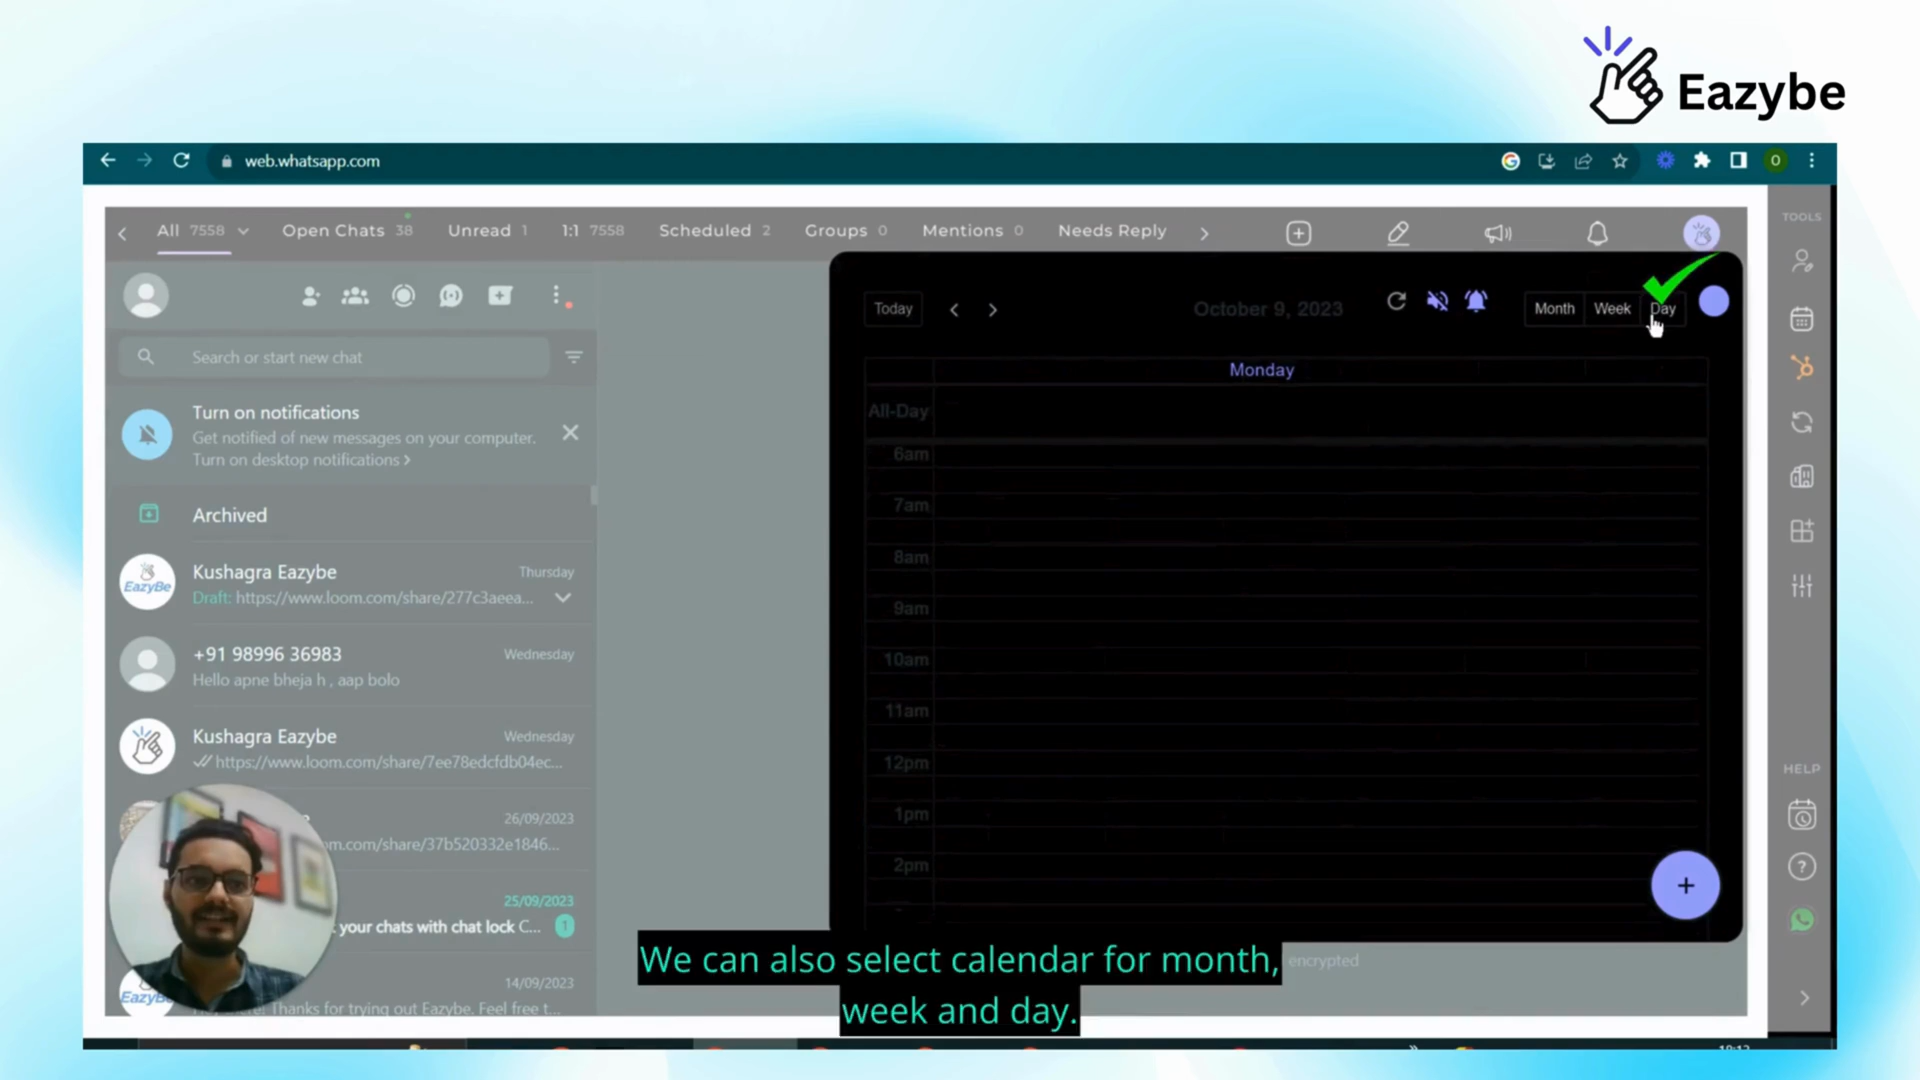 Eazybe
web.whatsapp.com
O
All 7558
Open Chats 38
Unread 1
1:1 7558
Scheduled 2
Groups 0
Mentions 0
Needs Reply
TOOLS
Today
October 9, 2023
Month
Week
Day
Monday
All-Day
6am
7am
8am
9am
10am
11am
12pm
1pm
2pm
Search or start new chat
Turn on notifications
Get notified of new messages on your computer.
Turn on desktop notifications >
Archived
EazyBe
Kushagra Eazybe
Thursday
Draft: https://www.loom.com/share/277c3aeea...
+91 98996 36983
Wednesday
Hello apne bheja h , aap bolo
Kushagra Eazybe
Wednesday
https://www.loom.com/share/7ee78edcfdb04ec...
26/09/2023
om.com/share/37b520332e1846...
25/09/2023
your chats with chat lock C...
1
14/09/2023
Thanks for trying out Eazybe. Feel free t...
HELP
encrypted
We can also select calendar for month,
week and day.